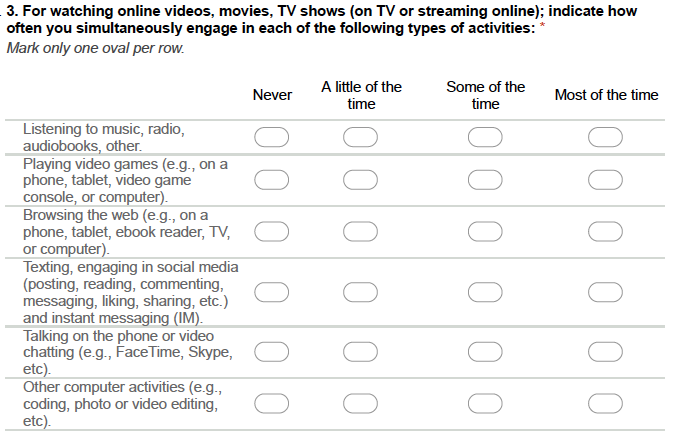 3. For watching online videos, movies, TV shows (on TV or streaming online); indicate how
often you simultaneously engage in each of the following types of activities: *
Mark only one oval per row.
Never
A little of the
time
Some of the
time
Most of the time
Listening to music, radio,
audiobooks, other.
Playing video games (e.g., on a
phone, tablet, video game
console, or computer).
Browsing the web (e.g., on a
phone, tablet, ebook reader, TV,
or computer).
Texting, engaging in social media
(posting, reading, commenting,
messaging, liking, sharing, etc.)
and instant messaging (IM).
Talking on the phone or video
chatting (e.g., FaceTime, Skype,
etc).
Other computer activities (e.g.,
coding, photo or video editing,
etc).